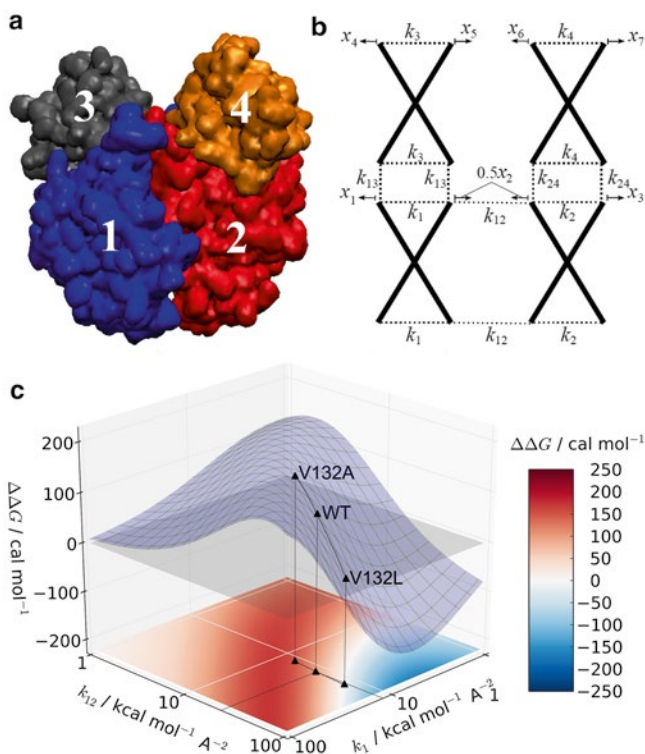 a
3
4
1
2
b
x₄ k₃ x₅ x₆ k₄ x₇
k₃ k₄
k₁₃ k₁₃ 0.5x₂ k₂₄ k₂₄
x₁ k₁ k₁₂ k₂ x₃
k₁ k₁₂ k₂
c
ΔΔG / cal mol⁻¹
200
100
0
−100
−200
V132A
WT
V132L
1
10
100
k₁₂ / kcal mol⁻¹ A⁻²
100
10
1
k₁ / kcal mol⁻¹ A⁻²
ΔΔG / cal mol⁻¹
250
200
150
100
50
0
−50
−100
−150
−200
−250